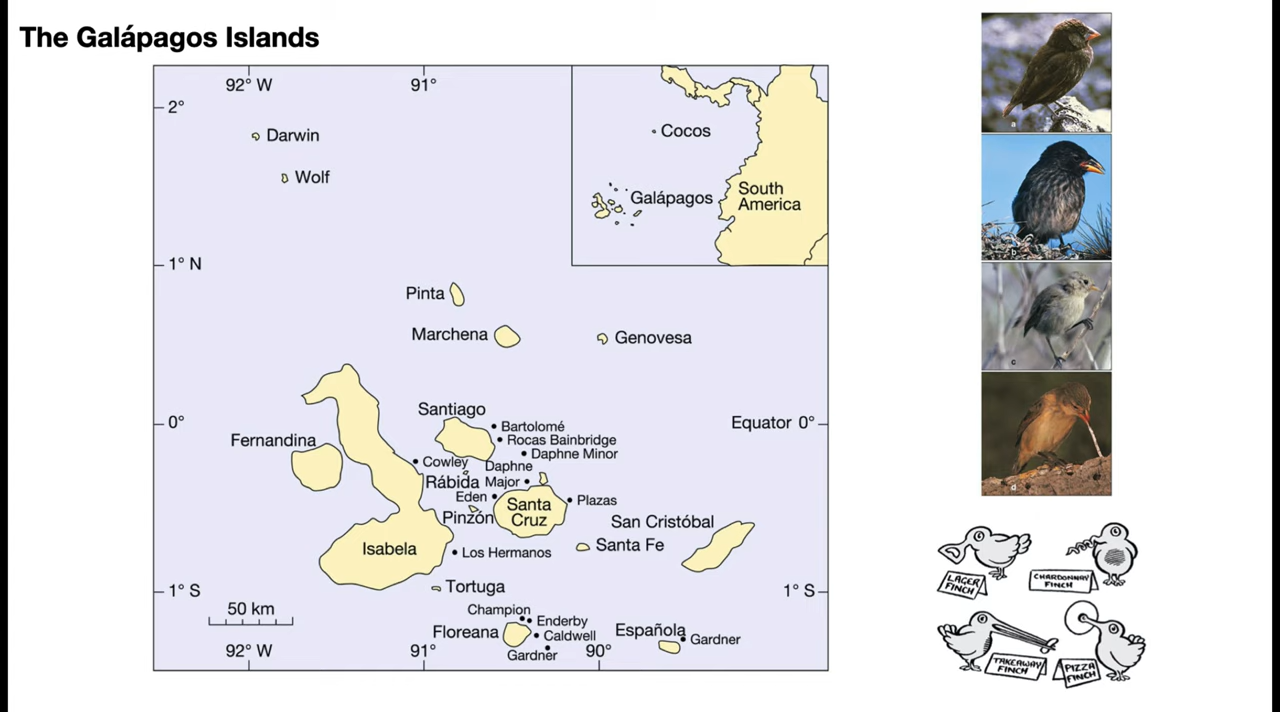 The Galápagos Islands
92° W
91°
2°
Darwin
Wolf
Cocos
Galápagos
South
America
1° N
Pinta
Marchena
Genovesa
Santiago
0°
Equator 0°
Fernandina
Bartolomé
Rocas Bainbridge
Daphne Minor
Cowley
Daphne
Major
Rábida
Eden
Plazas
Santa
Cruz
Pinzón
San Cristóbal
Santa Fe
Isabela
Los Hermanos
Tortuga
1° S
1° S
50 km
Champion
Enderby
Floreana
Caldwell
Gardner
Española
Gardner
92° W
91°
90°
a
b
c
d
LAGER
FINCH
CHARDONNAY
FINCH
TAKEAWAY
FINCH
PIZZA
FINCH